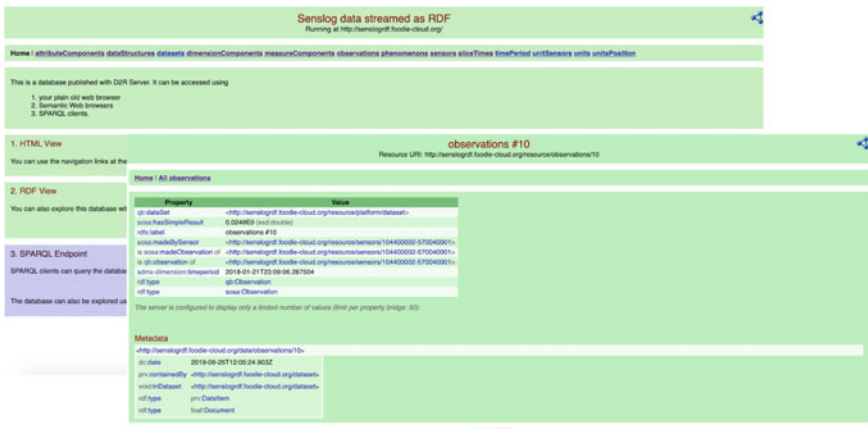 Senslog data streamed as RDF
Running at http://senslogrdf.foodie-cloud.org/
Home | attributeComponents dataStructures datasets dimensionComponents measureComponents observations phenomenons sensors sliceTimes timePeriod unitSensors units unitsPosition
This is a database published with D2R Server. It can be accessed using
1. your plain old web browser
2. Semantic Web browsers
3. SPARQL clients.
1. HTML View
You can use the navigation links at the
2. RDF View
You can also explore this database wit
3. SPARQL Endpoint
SPARQL clients can query the databa
The database can also be explored us
observations #10
Resource URI: http://senslogrdf.foodie-cloud.org/resource/observations/10
Home | All observations
Property Value
qb:dataSet <http://senslogrdf.foodie-cloud.org/resource/platform/dataset>
sosa:hasSimpleResult 0.0249E0 (xsd:double)
rdfs:label observations #10
sosa:madeBySensor <http://senslogrdf.foodie-cloud.org/resource/sensors/104400002-570040001>
is sosa:madeObservation of <http://senslogrdf.foodie-cloud.org/resource/sensors/104400002-570040001>
is qb:observation of <http://senslogrdf.foodie-cloud.org/resource/sensors/104400002-570040001>
sdmx-dimension:timeperiod 2018-01-21T23:09:06.287504
rdf:type qb:Observation
rdf:type sosa:Observation
The server is configured to display only a limited number of values (limit per property bridge: 50).
Metadata
<http://senslogrdf.foodie-cloud.org/data/observations/10>
dc:date 2019-09-25T12:05:24.903Z
prv:containedBy <http://senslogrdf.foodie-cloud.org/dataset>
void:inDataset <http://senslogrdf.foodie-cloud.org/dataset>
rdf:type prv:DataItem
rdf:type foaf:Document